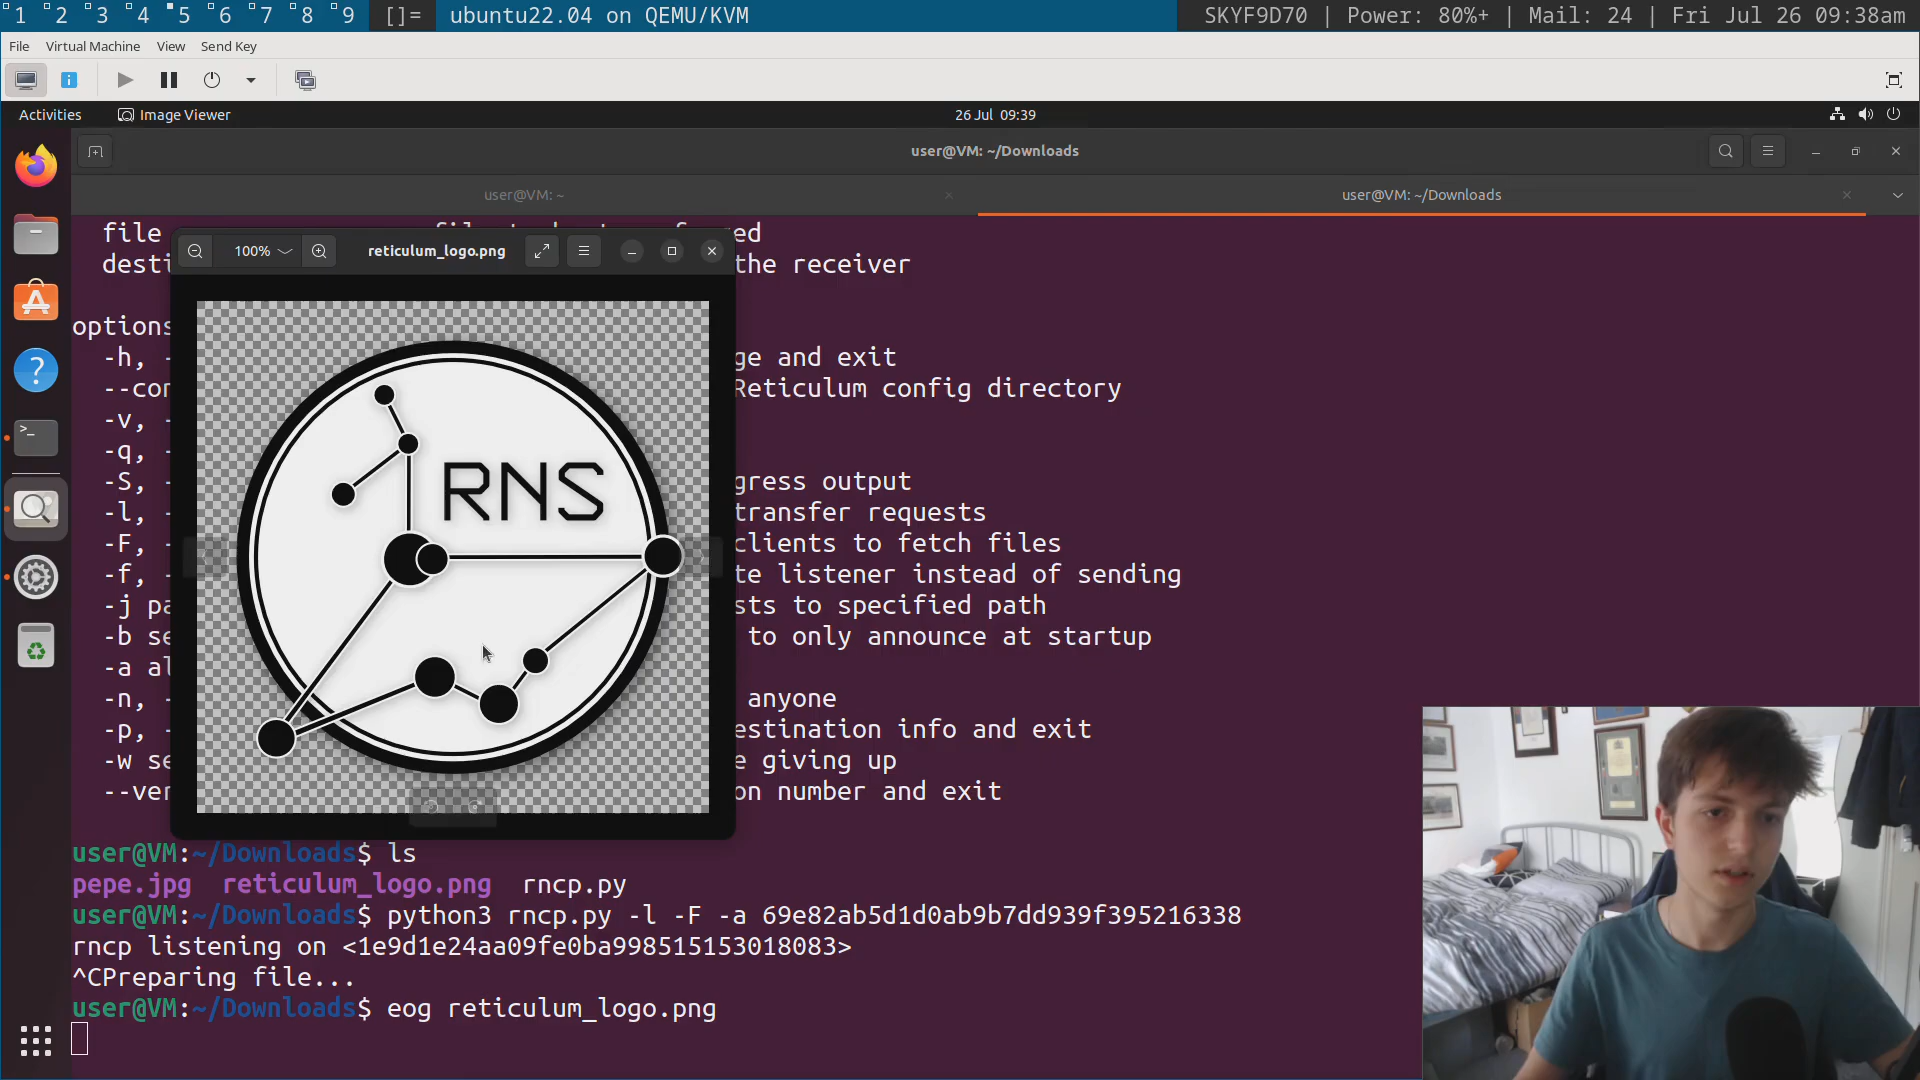 1 2 3 4 5 6 7 8 9 []= ubuntu22.04 on QEMU/KVM SKYF9D70 | Power: 80%+ | Mail: 24 | Fri Jul 26 09:38am
File Virtual Machine View Send Key
Activities Image Viewer 26 Jul 09:39
user@VM: ~/Downloads
user@VM: ~ user@VM: ~/Downloads
file ed
100% reticulum_logo.png
desti the receiver
options
-h, - ge and exit
--con Reticulum config directory
-v, -
-q, -
-S, - gress output
-l, - transfer requests
-F, - clients to fetch files
-f, - te listener instead of sending
-j pa sts to specified path
-b se to only announce at startup
-a al
-n, - anyone
-p, - estination info and exit
-w se e giving up
--ver on number and exit
RNS
user@VM:~/Downloads$ ls
pepe.jpg reticulum_logo.png rncp.py
user@VM:~/Downloads$ python3 rncp.py -l -F -a 69e82ab5d1d0ab9b7dd939f395216338
rncp listening on <1e9d1e24aa09fe0ba998515153018083>
^CPreparing file...
user@VM:~/Downloads$ eog reticulum_logo.png